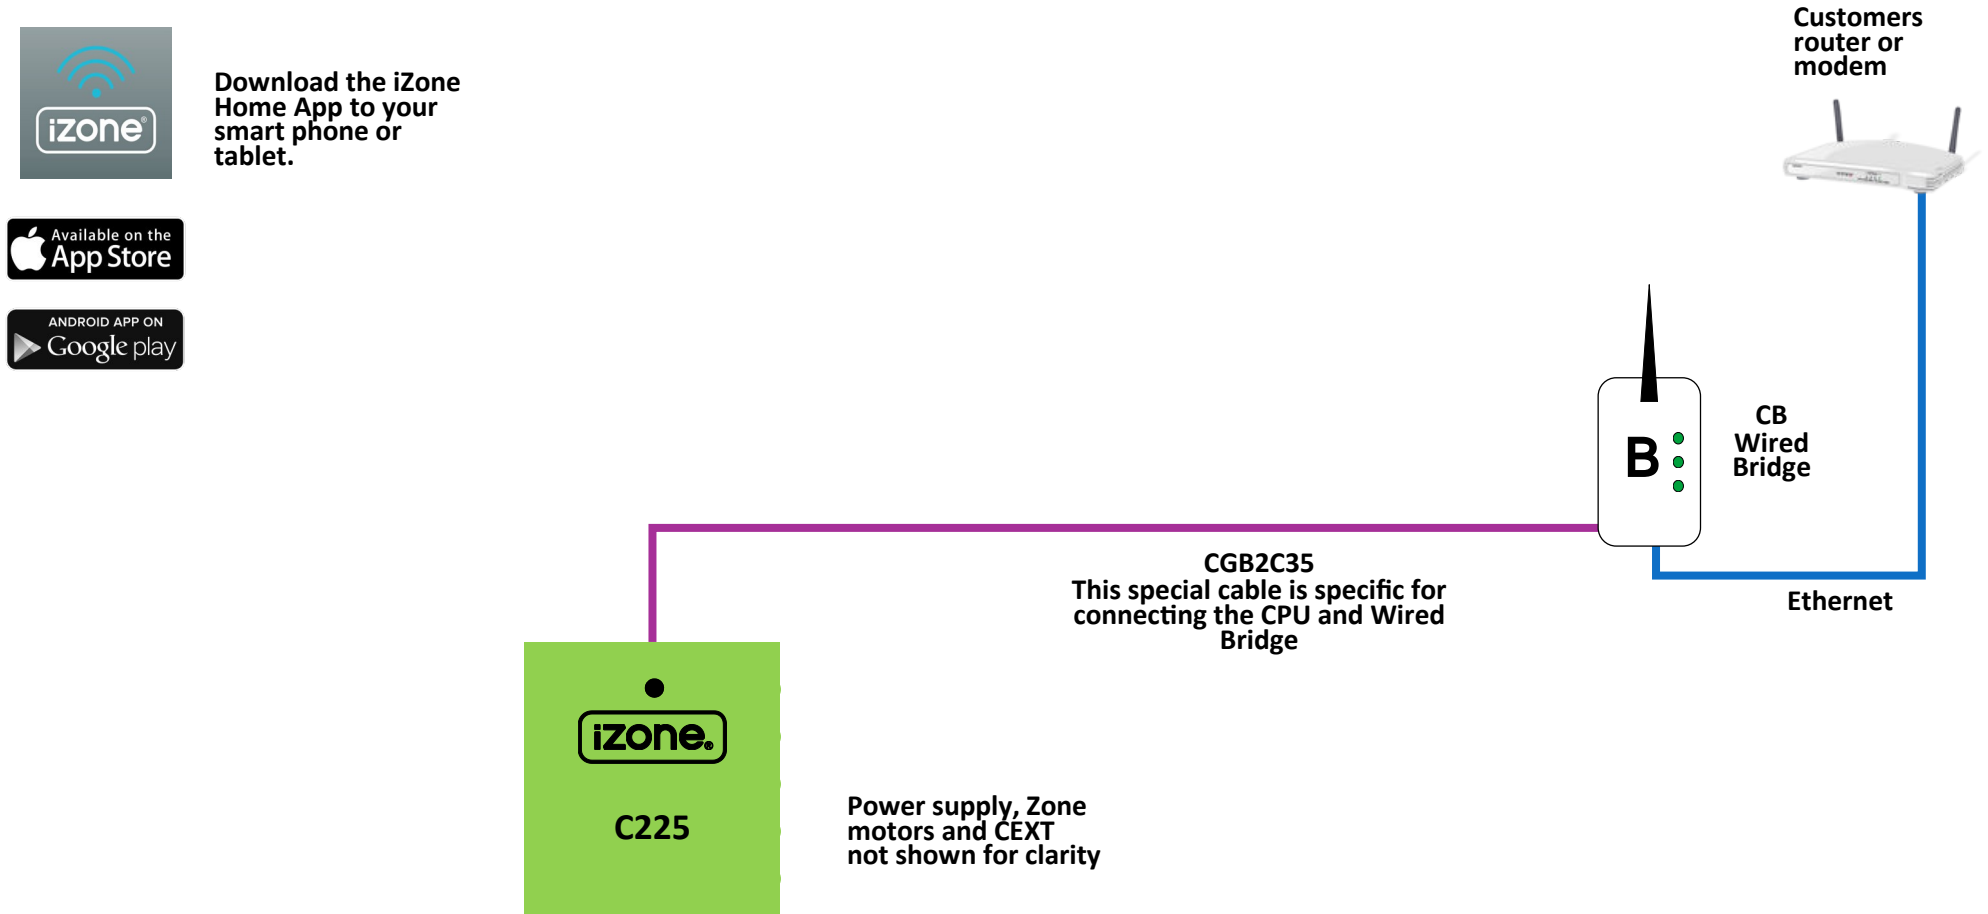 izone®
Download the iZone
Home App to your
smart phone or
tablet.
Available on the
App Store
ANDROID APP ON
Google play
Customers
router or
modem
B
CB
Wired
Bridge
CGB2C35
This special cable is specific for
connecting the CPU and Wired
Bridge
Ethernet
izone®
C225
Power supply, Zone
motors and CEXT
not shown for clarity